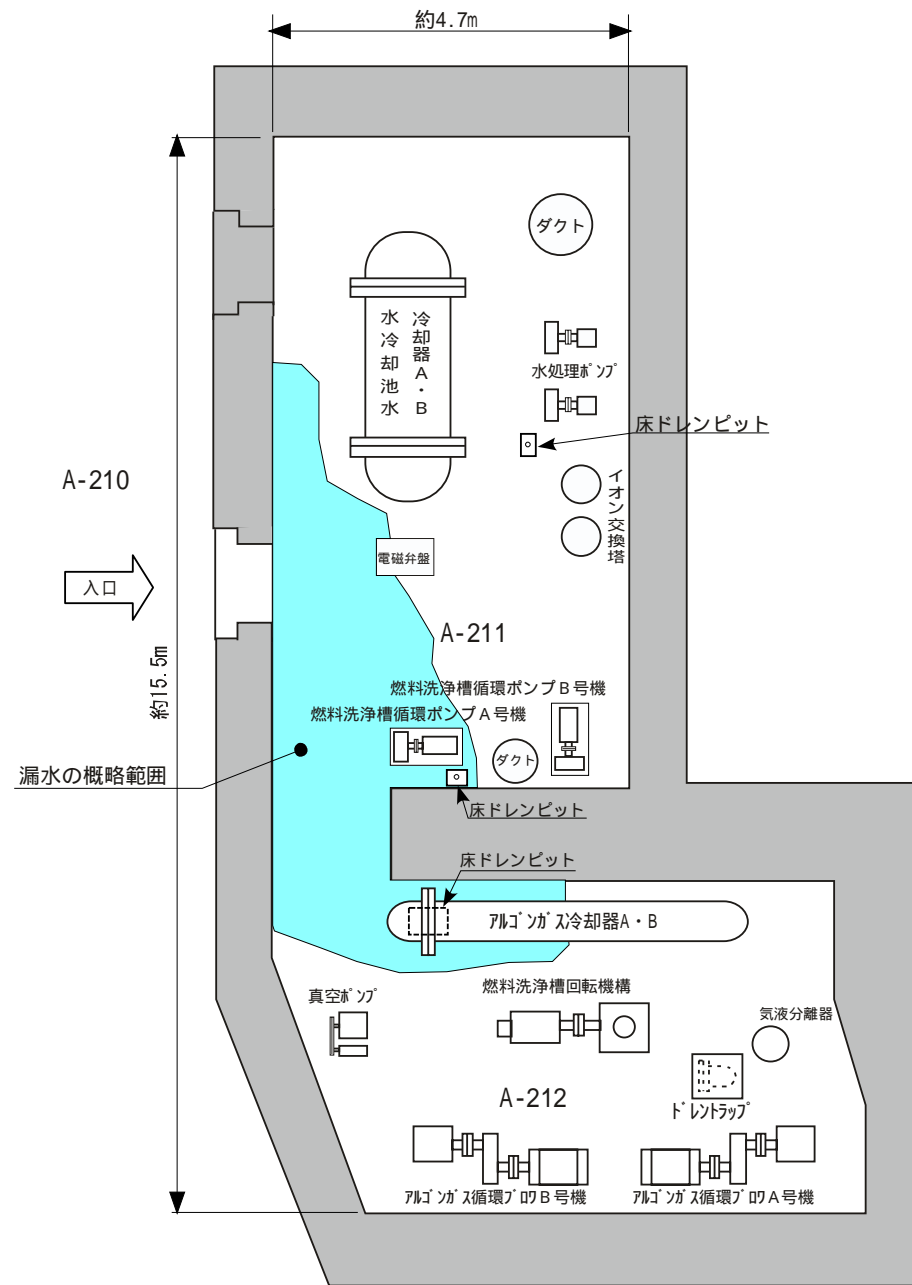 約4.7m
ダクト
冷却器A・B
水冷却池水
水処理ポンプ
床ドレンピット
A-210
イオン交換塔
電磁弁盤
入口
A-211
約15.5m
燃料洗浄槽循環ポンプB号機
燃料洗浄槽循環ポンプA号機
ダクト
漏水の概略範囲
床ドレンピット
床ドレンピット
アルゴンガス冷却器A・B
燃料洗浄槽回転機構
真空ポンプ
気液分離器
A-212
ドレントラップ
アルゴンガス循環ブロワB号機
アルゴンガス循環ブロワA号機